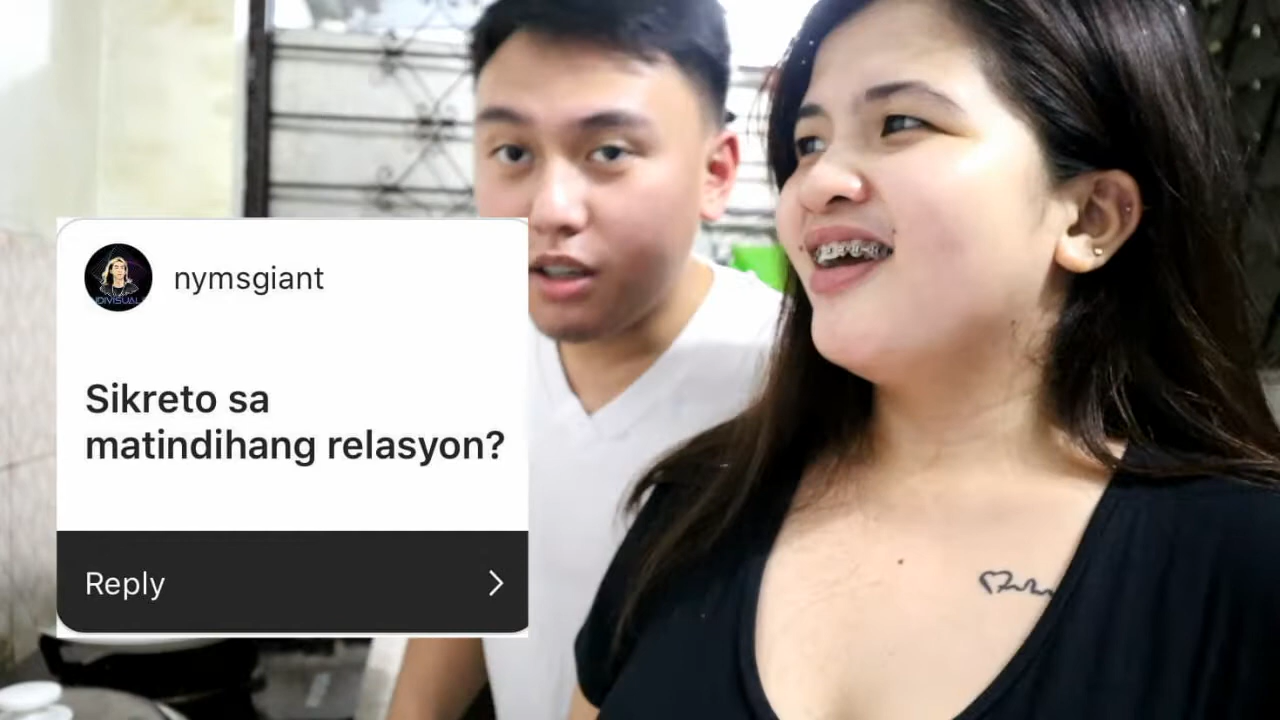 nymsgiant
Sikreto sa
matindihang relasyon?
Reply